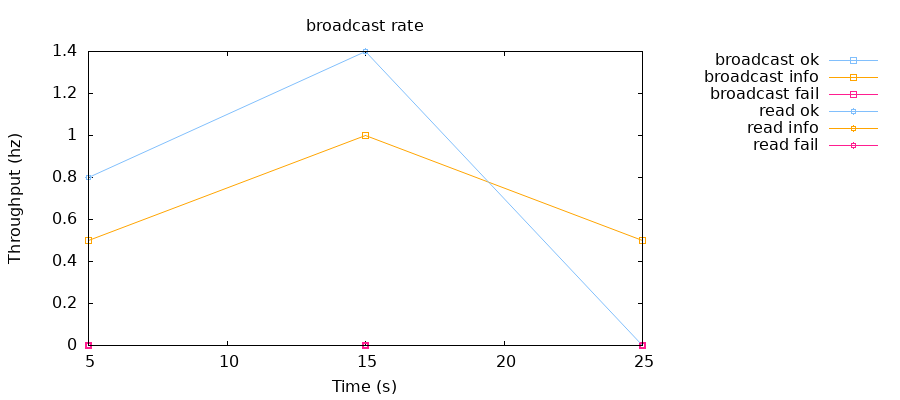 broadcast rate
Throughput (hz)
1.4
1.2
1
0.8
0.6
0.4
0.2
0
5
10
15
20
25
Time (s)
broadcast ok
broadcast info
broadcast fail
read ok
read info
read fail